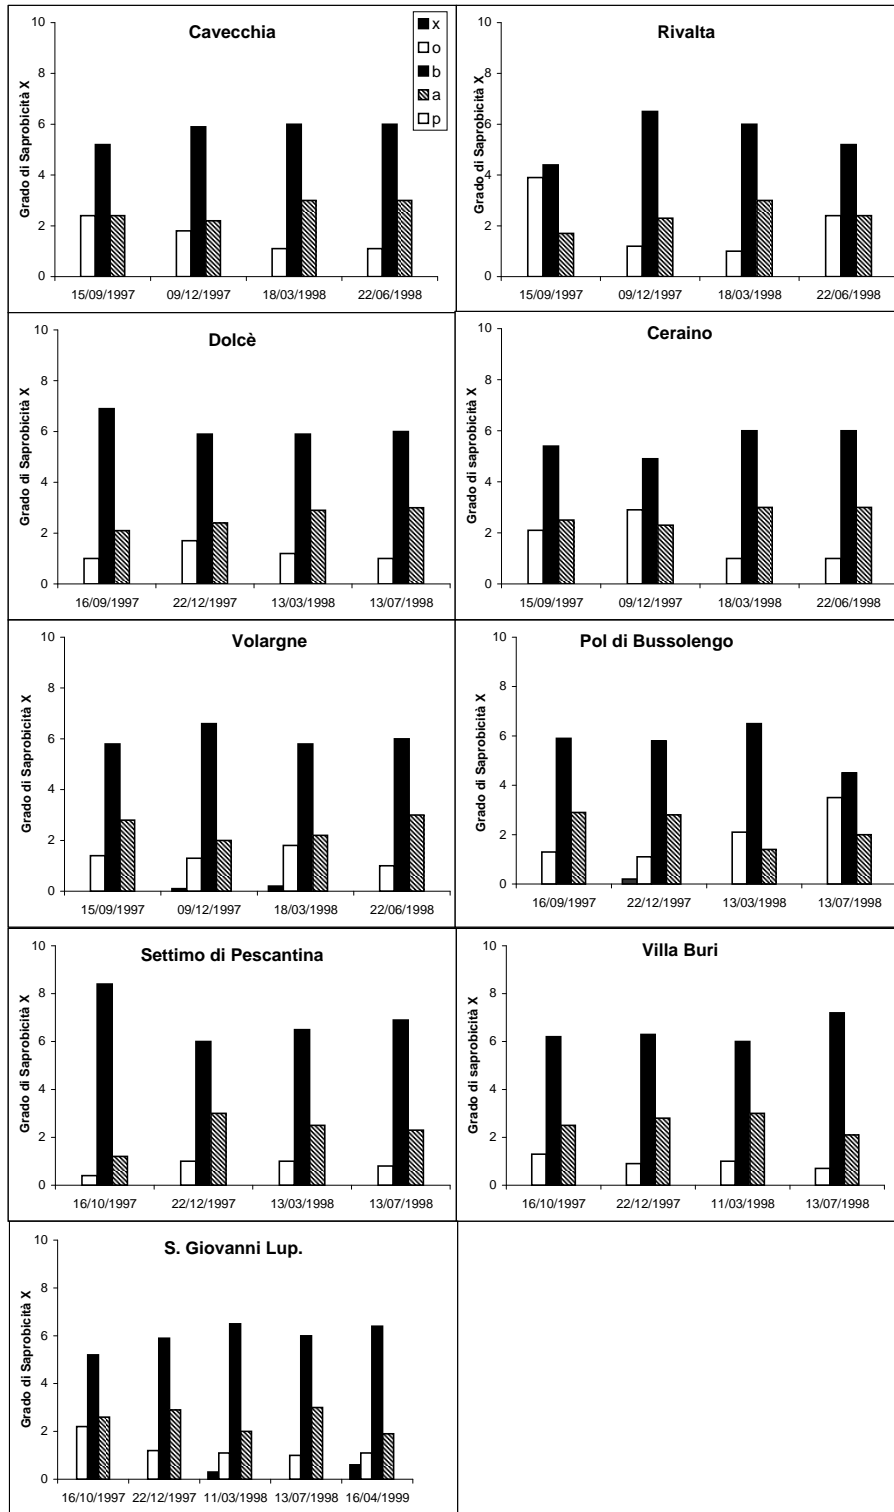 Cavecchia
Grado di Saprobicità X
10
8
6
4
2
0
15/09/1997 09/12/1997 18/03/1998 22/06/1998
x
o
b
a
p
Rivalta
Grado di Saprobicità X
10
8
6
4
2
0
15/09/1997 09/12/1997 18/03/1998 22/06/1998
Dolcè
Grado di Saprobicità X
10
8
6
4
2
0
16/09/1997 22/12/1997 13/03/1998 13/07/1998
Ceraino
Grado di saprobicità X
10
8
6
4
2
0
15/09/1997 09/12/1997 18/03/1998 22/06/1998
Volargne
Grado di Saprobicità X
10
8
6
4
2
0
15/09/1997 09/12/1997 18/03/1998 22/06/1998
Pol di Bussolengo
Grado di Saprobicità X
10
8
6
4
2
0
16/09/1997 22/12/1997 13/03/1998 13/07/1998
Settimo di Pescantina
Grado di Saprobicità X
10
8
6
4
2
0
16/10/1997 22/12/1997 13/03/1998 13/07/1998
Villa Buri
Grado di saprobicità X
10
8
6
4
2
0
16/10/1997 22/12/1997 11/03/1998 13/07/1998
S. Giovanni Lup.
Grado di Saprobicità X
10
8
6
4
2
0
16/10/1997 22/12/1997 11/03/1998 13/07/1998 16/04/1999